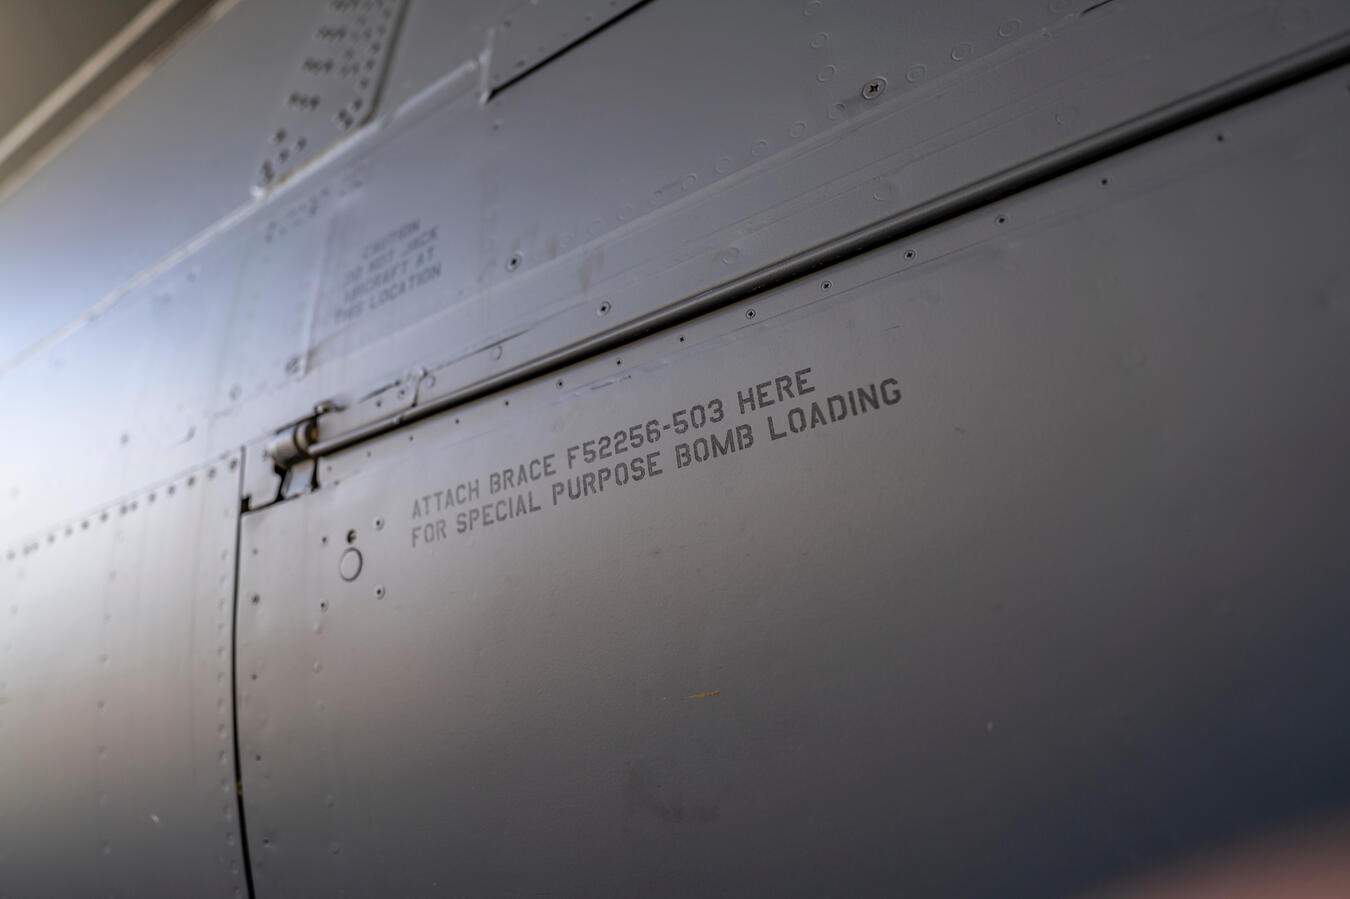 CAUTION
DO NOT JACK
AIRCRAFT AT
THIS LOCATION
ATTACH BRACE F52256-503 HERE
FOR SPECIAL PURPOSE BOMB LOADING